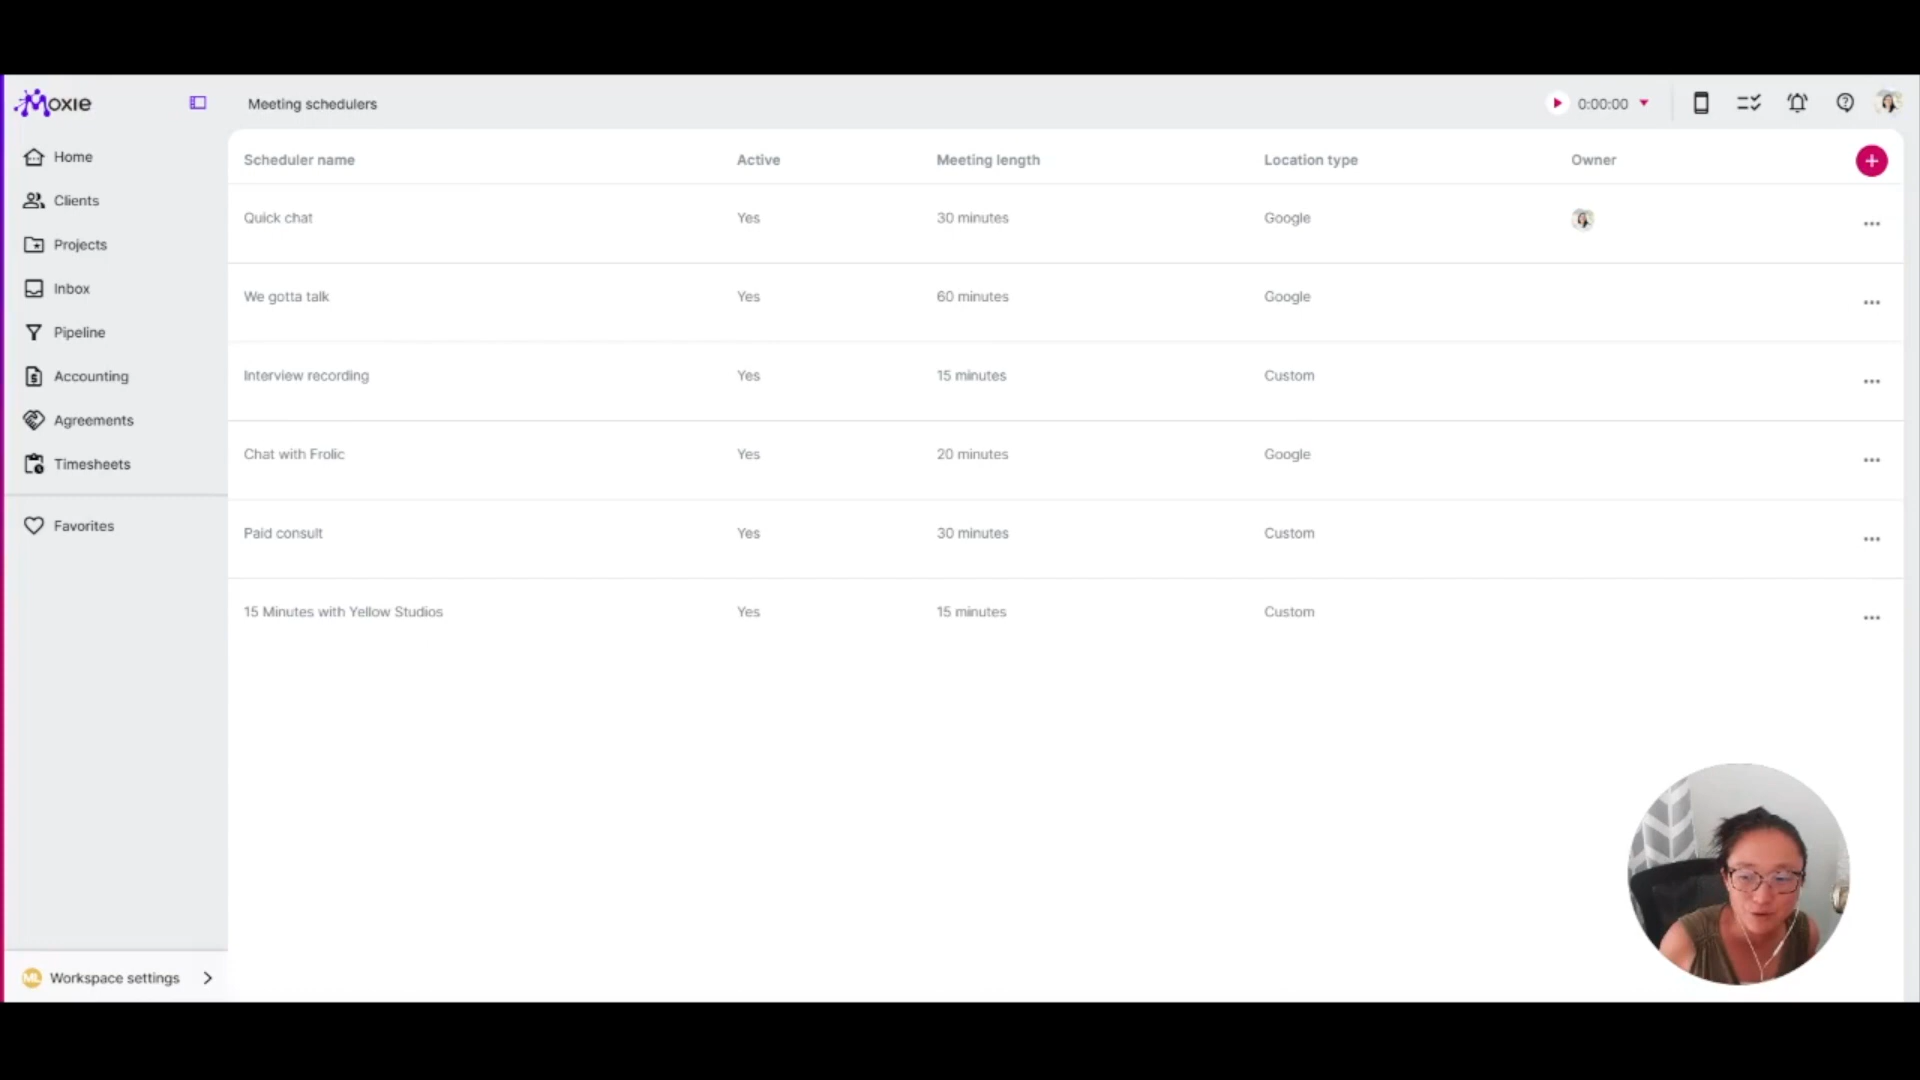 Moxie
Meeting schedulers
0:00:00
Home
Clients
Projects
Inbox
Pipeline
Accounting
Agreements
Timesheets
Favorites
ML Workspace settings
Scheduler name Active Meeting length Location type Owner
Quick chat Yes 30 minutes Google
We gotta talk Yes 60 minutes Google
Interview recording Yes 15 minutes Custom
Chat with Frolic Yes 20 minutes Google
Paid consult Yes 30 minutes Custom
15 Minutes with Yellow Studios Yes 15 minutes Custom